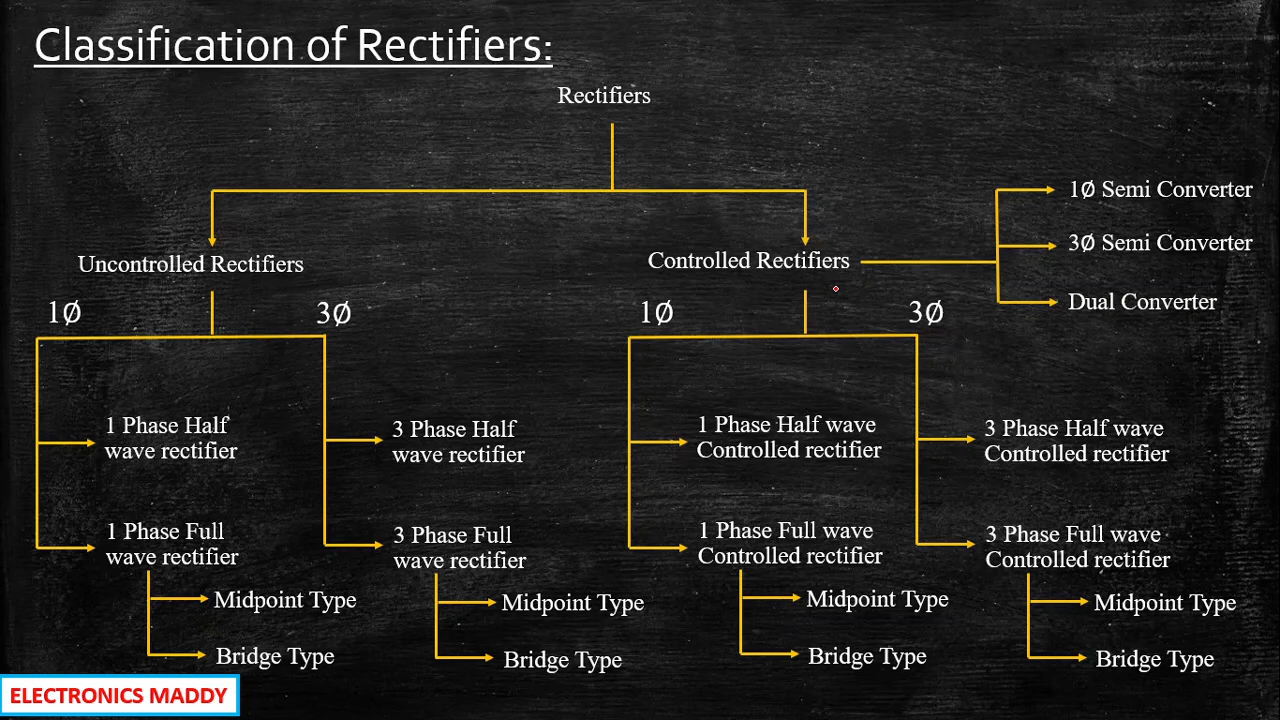 Classification of Rectifiers:
Rectifiers
Uncontrolled Rectifiers
Controlled Rectifiers
1Ø Semi Converter
3Ø Semi Converter
Dual Converter
1Ø
3Ø
1Ø
3Ø
1 Phase Half
wave rectifier
3 Phase Half
wave rectifier
1 Phase Half wave
Controlled rectifier
3 Phase Half wave
Controlled rectifier
1 Phase Full
wave rectifier
3 Phase Full
wave rectifier
1 Phase Full wave
Controlled rectifier
3 Phase Full wave
Controlled rectifier
Midpoint Type
Bridge Type
Midpoint Type
Bridge Type
Midpoint Type
Bridge Type
Midpoint Type
Bridge Type
ELECTRONICS MADDY